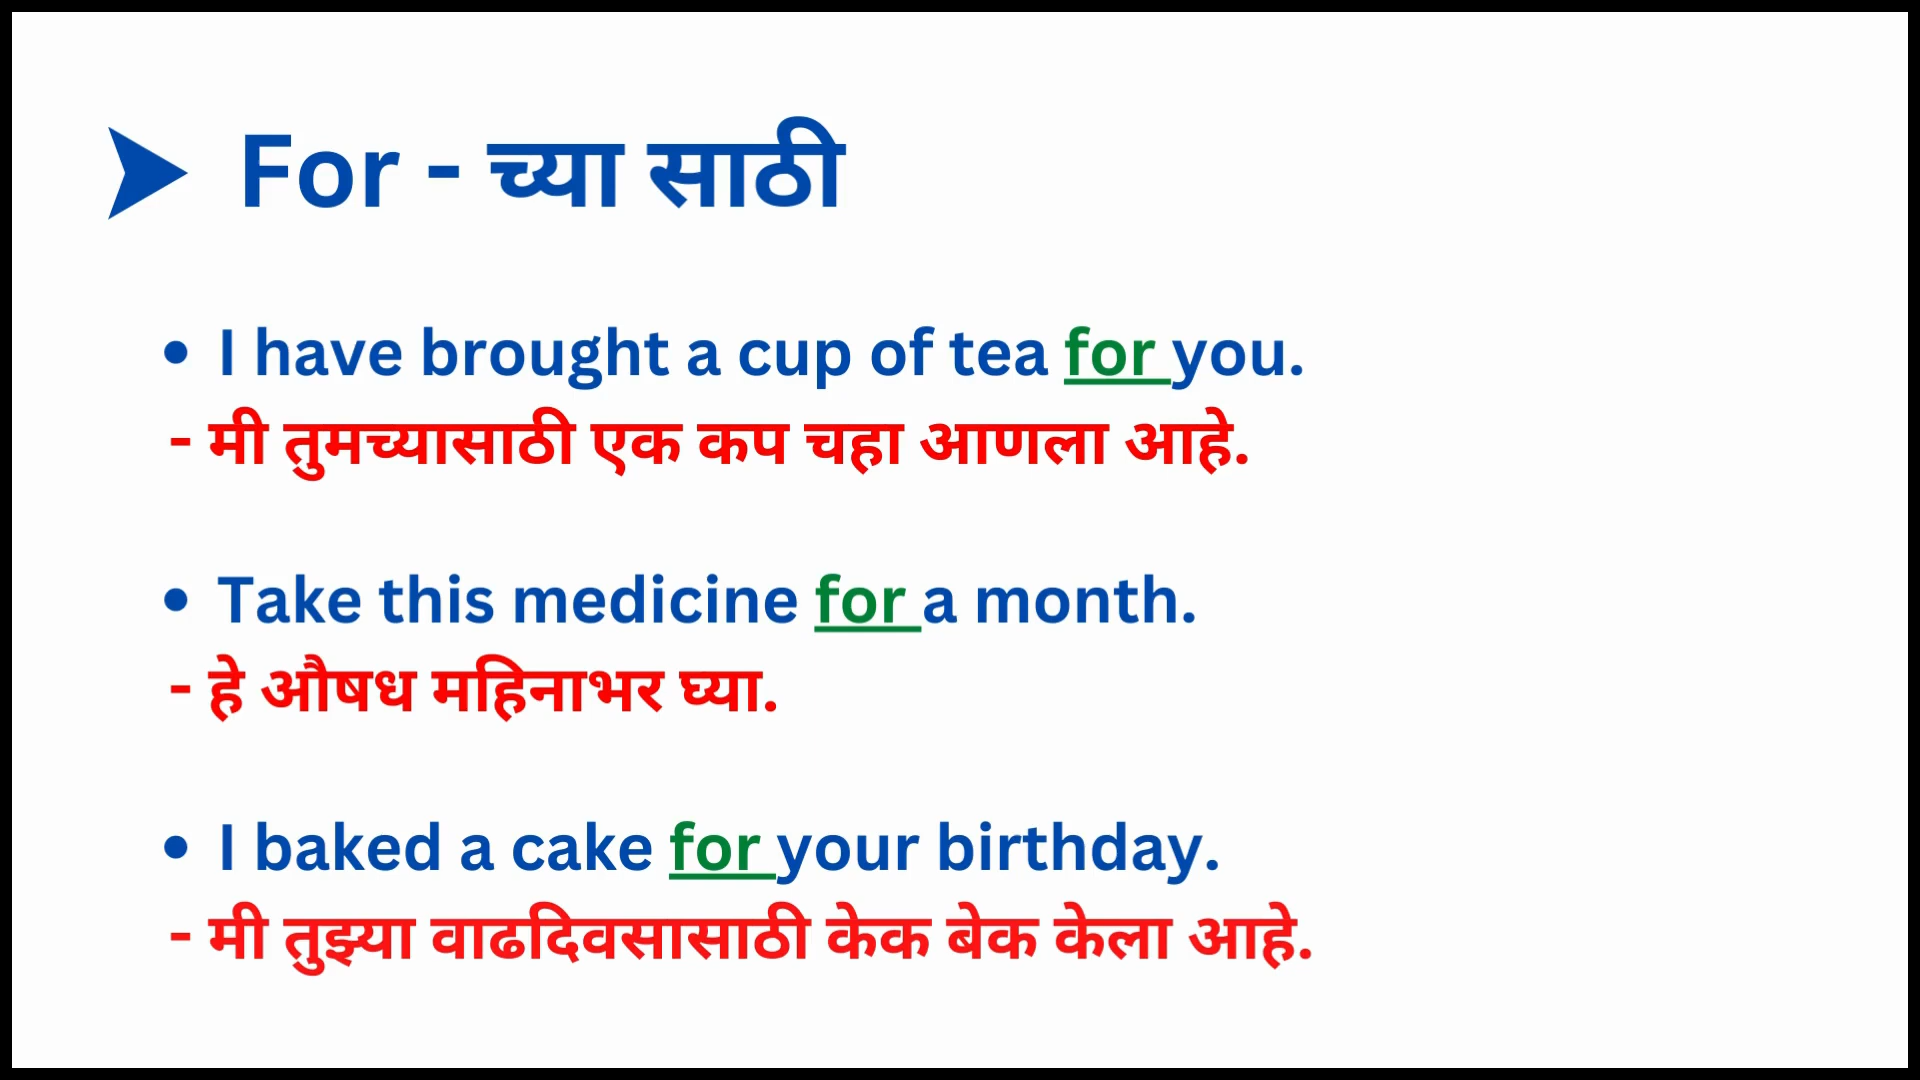 For - च्या साठी
• I have brought a cup of tea for you.
- मी तुमच्यासाठी एक कप चहा आणला आहे.
• Take this medicine for a month.
- हे औषध महिनाभर घ्या.
• I baked a cake for your birthday.
- मी तुझ्या वाढदिवसासाठी केक बेक केला आहे.